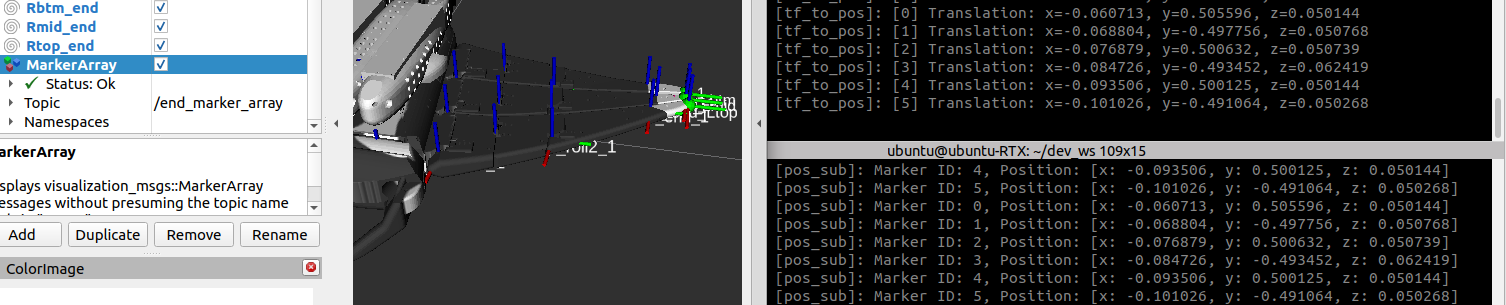 Rbtm_end
Rmid_end
Rtop_end
MarkerArray
Status: Ok
Topic /end_marker_array
Namespaces
arkerArray
splays visualization_msgs::MarkerArray
essages without presuming the topic name
Add Duplicate Remove Rename
ColorImage
_roll2_1
[tf_to_pos]: [0] Translation: x=-0.060713, y=0.505596, z=0.050144
[tf_to_pos]: [1] Translation: x=-0.068804, y=-0.497756, z=0.050768
[tf_to_pos]: [2] Translation: x=-0.076879, y=0.500632, z=0.050739
[tf_to_pos]: [3] Translation: x=-0.084726, y=-0.493452, z=0.062419
[tf_to_pos]: [4] Translation: x=-0.093506, y=0.500125, z=0.050144
[tf_to_pos]: [5] Translation: x=-0.101026, y=-0.491064, z=0.050268
ubuntu@ubuntu-RTX: ~/dev_ws 109x15
[pos_sub]: Marker ID: 4, Position: [x: -0.093506, y: 0.500125, z: 0.050144]
[pos_sub]: Marker ID: 5, Position: [x: -0.101026, y: -0.491064, z: 0.050268]
[pos_sub]: Marker ID: 0, Position: [x: -0.060713, y: 0.505596, z: 0.050144]
[pos_sub]: Marker ID: 1, Position: [x: -0.068804, y: -0.497756, z: 0.050768]
[pos_sub]: Marker ID: 2, Position: [x: -0.076879, y: 0.500632, z: 0.050739]
[pos_sub]: Marker ID: 3, Position: [x: -0.084726, y: -0.493452, z: 0.062419]
[pos_sub]: Marker ID: 4, Position: [x: -0.093506, y: 0.500125, z: 0.050144]
[pos_sub]: Marker ID: 5, Position: [x: -0.101026, y: -0.491064, z: 0.050268]